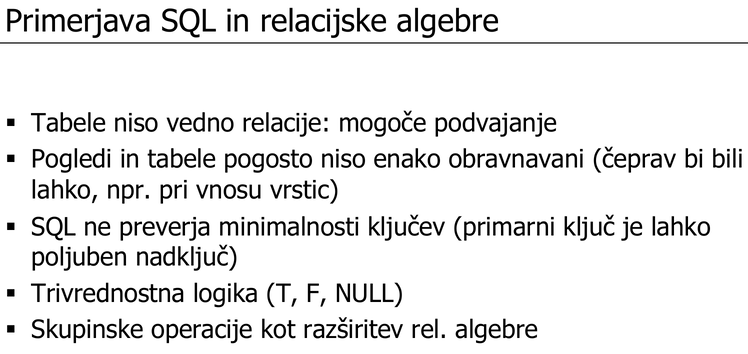 Primerjava SQL in relacijske algebre
▪ Tabele niso vedno relacije: mogoče podvajanje
▪ Pogledi in tabele pogosto niso enako obravnavani (čeprav bi bili
lahko, npr. pri vnosu vrstic)
▪ SQL ne preverja minimalnosti ključev (primarni ključ je lahko
poljuben nadključ)
▪ Trivrednostna logika (T, F, NULL)
▪ Skupinske operacije kot razširitev rel. algebre